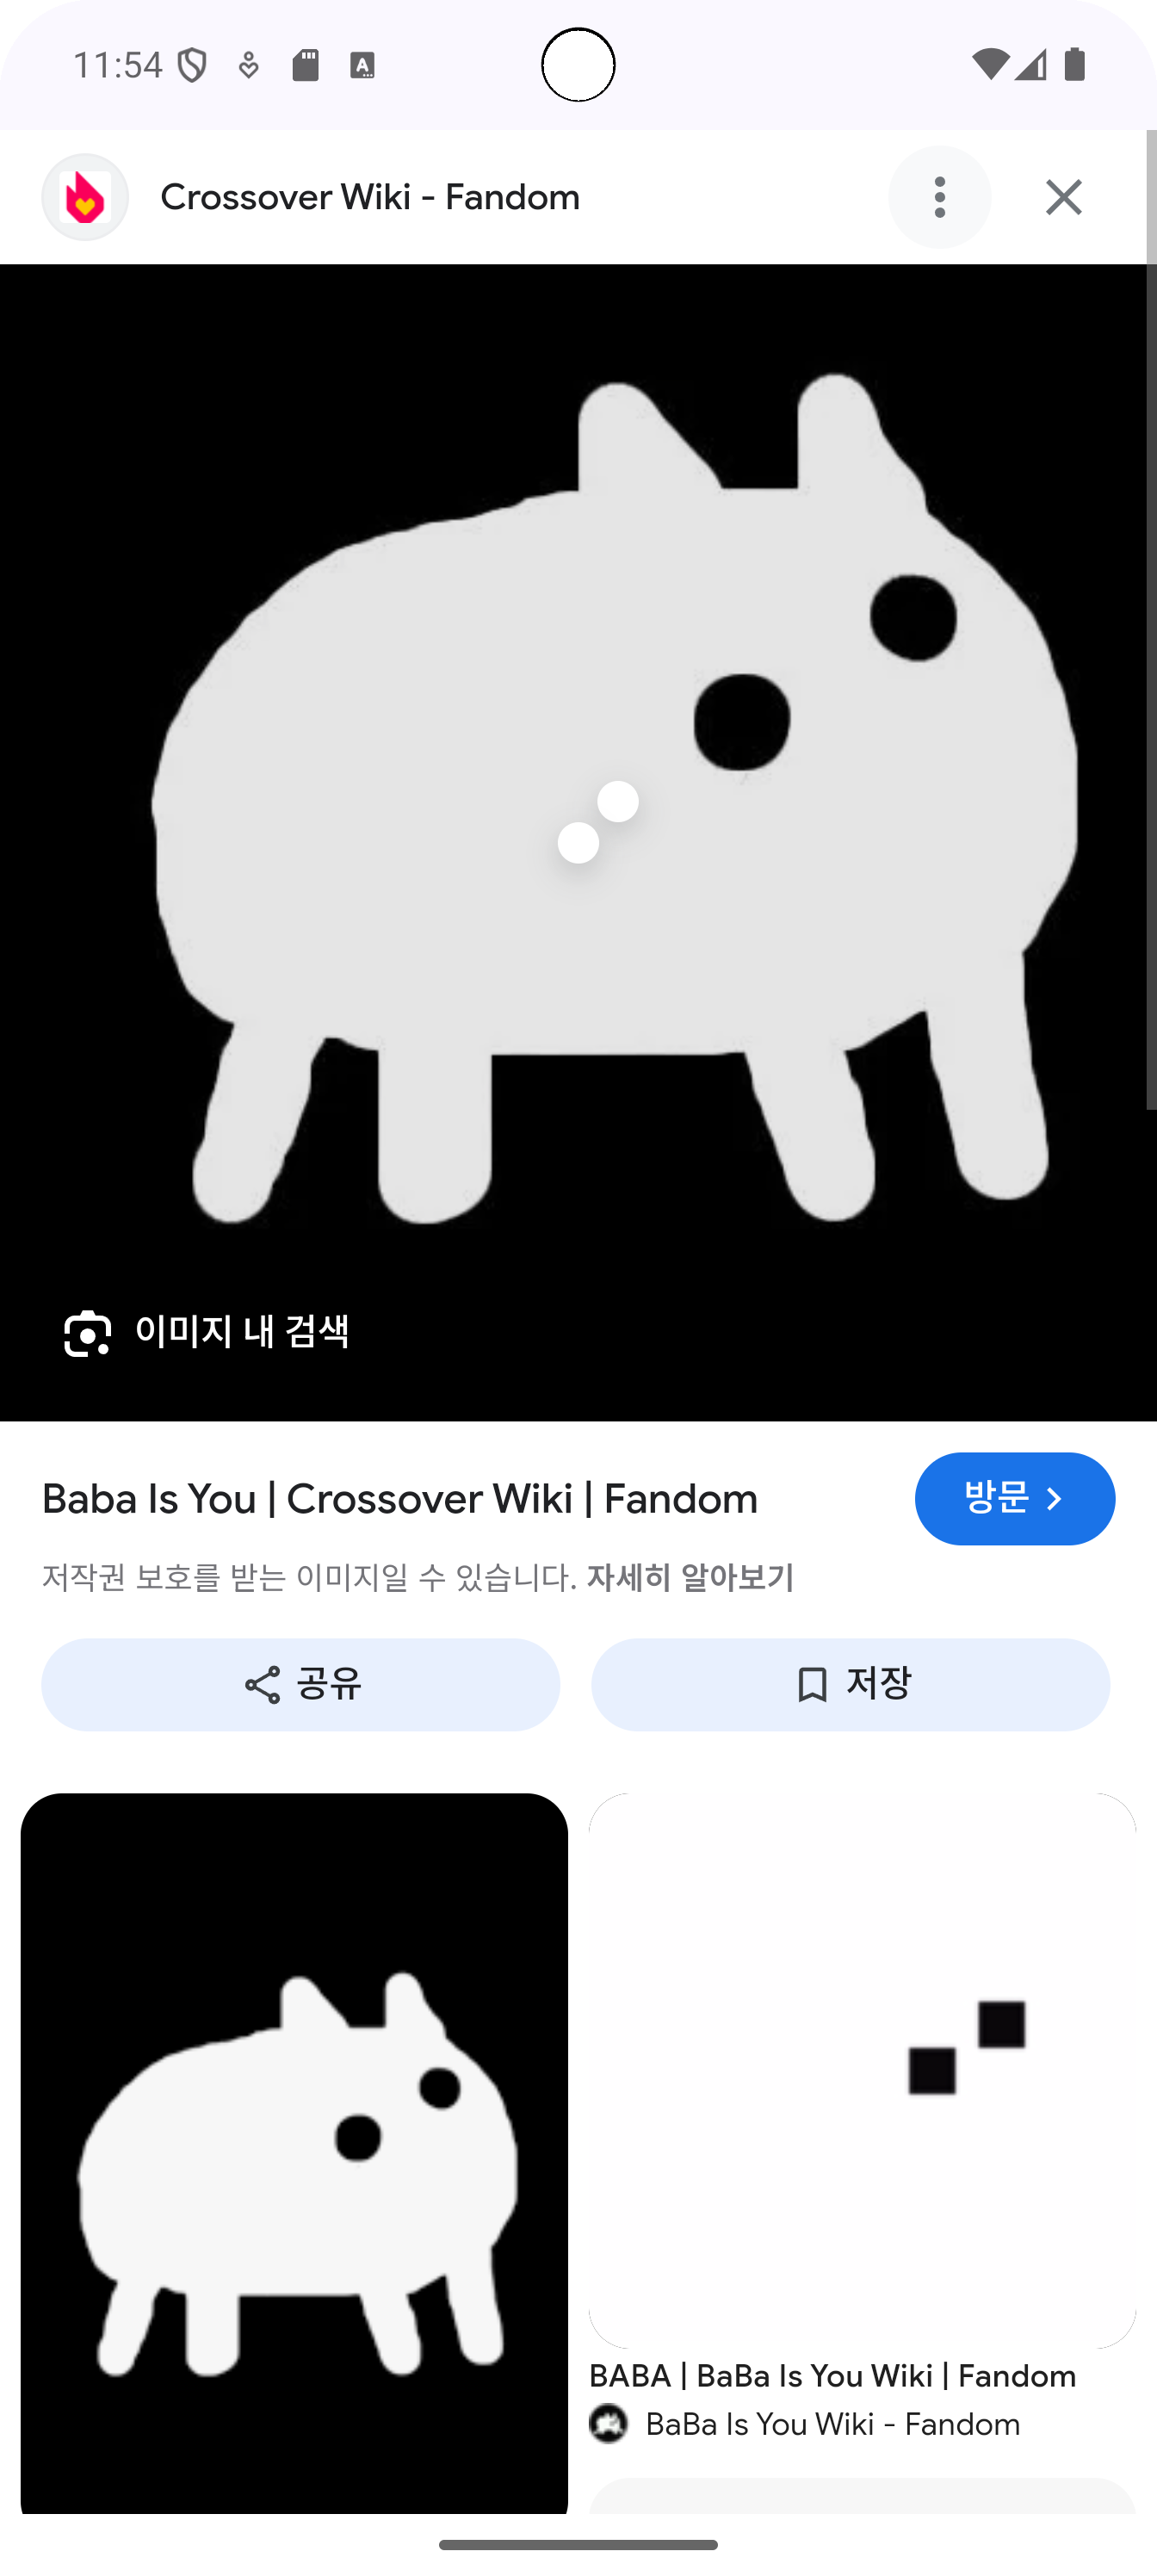 11:54
Crossover Wiki - Fandom
이미지 내 검색
Baba Is You | Crossover Wiki | Fandom
방문
저작권 보호를 받는 이미지일 수 있습니다. 자세히 알아보기
공유
저장
BABA | BaBa Is You Wiki | Fandom
BaBa Is You Wiki - Fandom